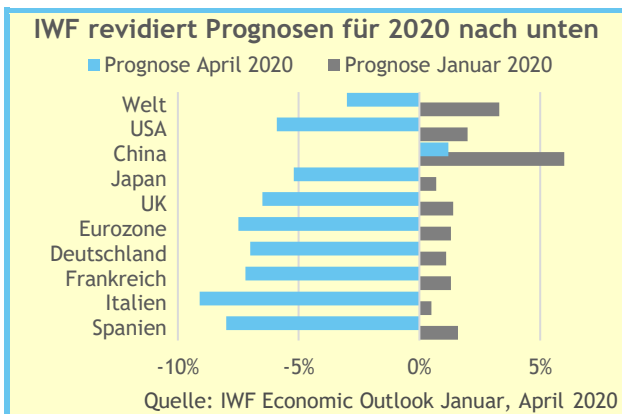 IWF revidiert Prognosen für 2020 nach unten
Prognose April 2020 Prognose Januar 2020
Welt
USA
China
Japan
UK
Eurozone
Deutschland
Frankreich
Italien
Spanien
-10% -5% 0% 5%
Quelle: IWF Economic Outlook Januar, April 2020